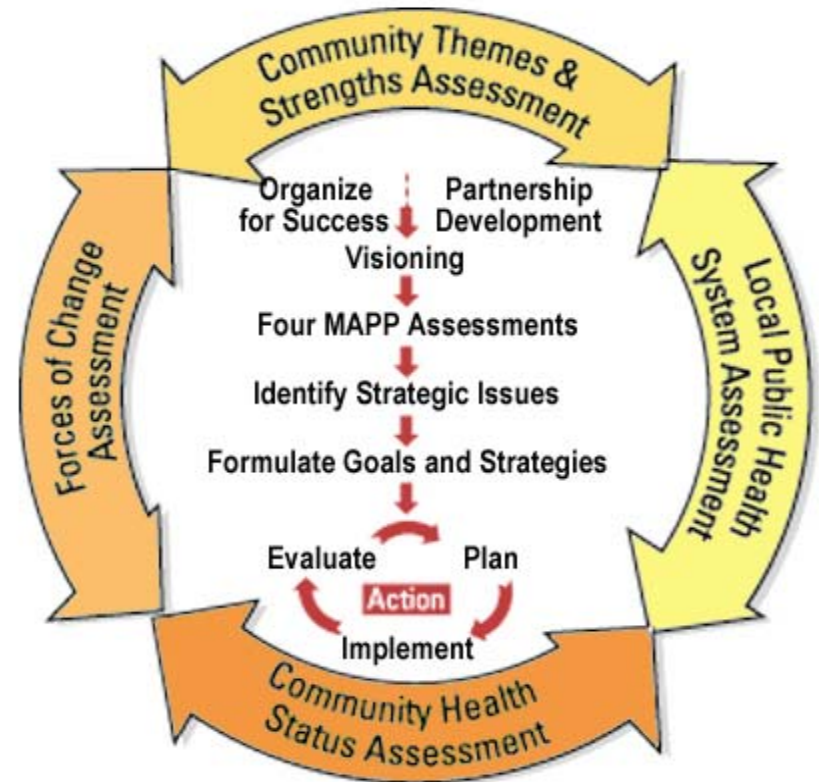 Community Themes &
Strengths Assessment
Organize
for Success
Partnership
Development
Visioning
Four MAPP Assessments
Identify Strategic Issues
Formulate Goals and Strategies
Evaluate
Plan
Action
Implement
Forces of Change
Assessment
Local Public Health
System Assessment
Community Health
Status Assessment